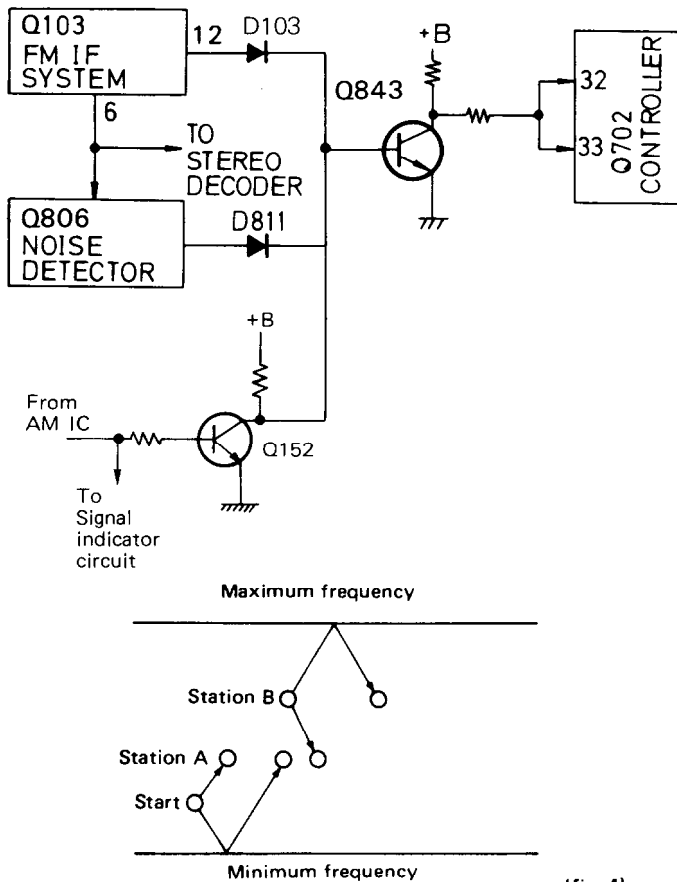 Q103
FM IF
SYSTEM
12
D103
6
TO
STEREO
DECODER
Q806
NOISE
DETECTOR
D811
+B
Q843
32
33
Q702
CONTROLLER
+B
From
AM IC
Q152
To
Signal
indicator
circuit
Maximum frequency
Station B
Station A
Start
Minimum frequency